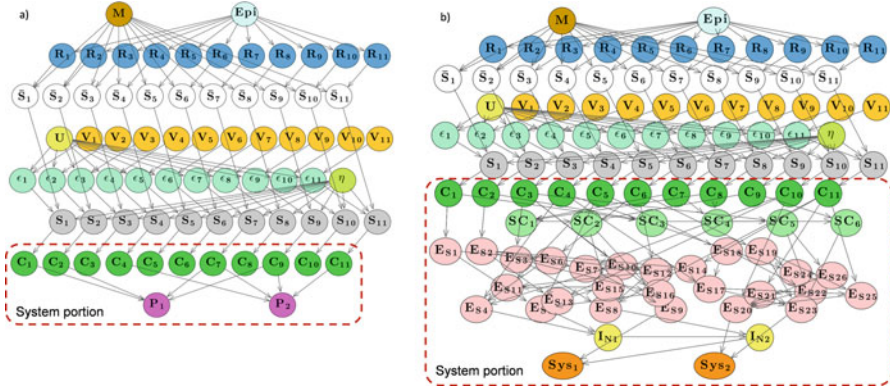 a)
M Epi
R1 R2 R3 R4 R5 R6 R7 R8 R9 R10 R11
S̄1 S̄2 S̄3 S̄4 S̄5 S̄6 S̄7 S̄8 S̄9 S̄10 S̄11
U V1 V2 V3 V4 V5 V6 V7 V8 V9 V10 V11
ϵ1 ϵ2 ϵ3 ϵ4 ϵ5 ϵ6 ϵ7 ϵ8 ϵ9 ϵ10 ϵ11 η
S1 S2 S3 S4 S5 S6 S7 S8 S9 S10 S11
C1 C2 C3 C4 C5 C6 C7 C8 C9 C10 C11
P1 P2
System portion
b)
M Epi
R1 R2 R3 R4 R5 R6 R7 R8 R9 R10 R11
S̄1 S̄2 S̄3 S̄4 S̄5 S̄6 S̄7 S̄8 S̄9 S̄10 S̄11
U V1 V2 V3 V4 V5 V6 V7 V8 V9 V10 V11
ϵ1 ϵ2 ϵ3 ϵ4 ϵ5 ϵ6 ϵ7 ϵ8 ϵ9 ϵ10 ϵ11 η
S1 S2 S3 S4 S5 S6 S7 S8 S9 S10 S11
C1 C2 C3 C4 C5 C6 C7 C8 C9 C10 C11
SC1 SC2 SC3 SC4 SC5 SC6
ES1 ES2 ES3 ES6 ES18 ES19
ES7 ES10 ES12 ES14 ES24 ES26
ES11 ES15 ES16 ES17 ES21 ES22 ES25
ES4 ES13 ES8 ES9 ES20 ES23
IN1 IN2
Sys1 Sys2
System portion